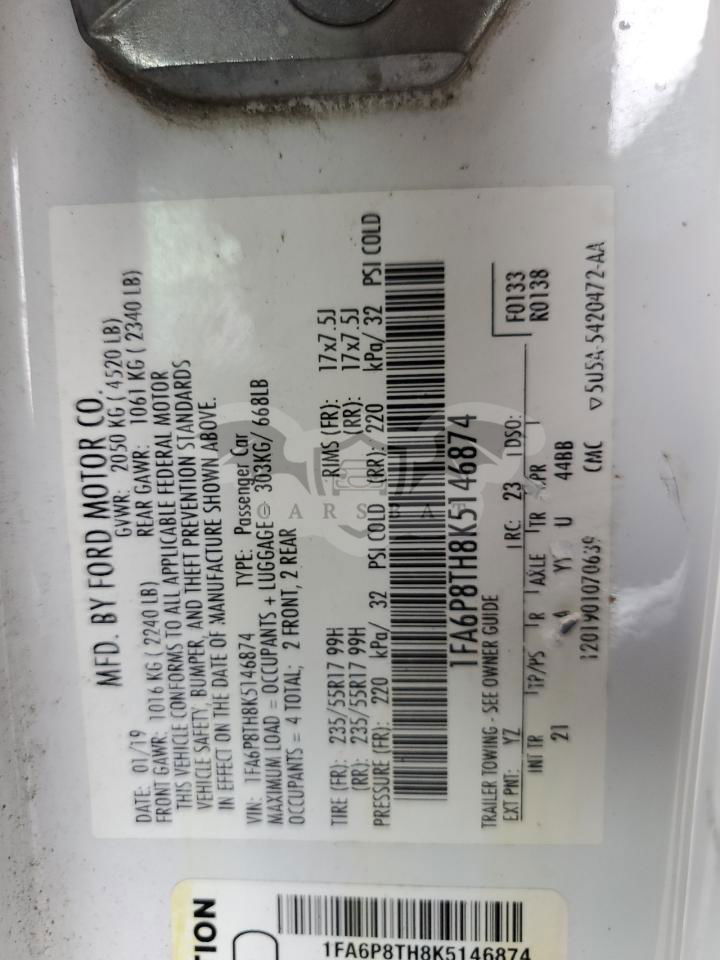 MFD. BY FORD MOTOR CO.
DATE: 01/19 GVWR: 2050 KG ( 4520 LB)
FRONT GAWR: 1016 KG ( 2240 LB) REAR GAWR: 1061 KG ( 2340 LB)
THIS VEHICLE CONFORMS TO ALL APPLICABLE FEDERAL MOTOR
VEHICLE SAFETY, BUMPER, AND THEFT PREVENTION STANDARDS
IN EFFECT ON THE DATE OF MANUFACTURE SHOWN ABOVE.
VIN: 1FA6P8TH8K5146874 TYPE: Passenger Car
MAXIMUM LOAD = OCCUPANTS + LUGGAGE = 303KG/ 668LB
OCCUPANTS = 4 TOTAL; 2 FRONT, 2 REAR
TIRE (FR): 235/55R17 99H RIMS (FR): 17x7.5J
(RR): 235/55R17 99H (RR): 17x7.5J
PRESSURE (FR): 220 kPa/ 32 PSI COLD (RR): 220 kPa/ 32 PSI COLD
1FA6P8TH8K5146874
TRAILER TOWING - SEE OWNER GUIDE F0133
EXT PNT: YZ RC: 23 DSO: R0138
INT TR TP/PS R AXLE TR
21 U 44BB
1201901070639 CMC ▽5U5A-5420472-AA
CARS
TION
1FA6P8TH8K5146874